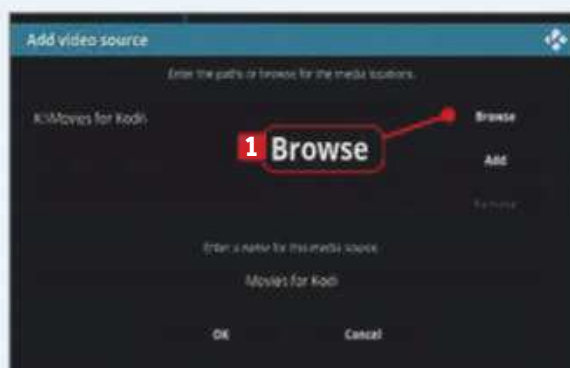 Add video source
Enter the paths or browse for the media locations.
K:\Movies for Kodi\
Browse
1 Browse
Add
Remove
Enter a name for this media source.
Movies for Kodi
OK Cancel